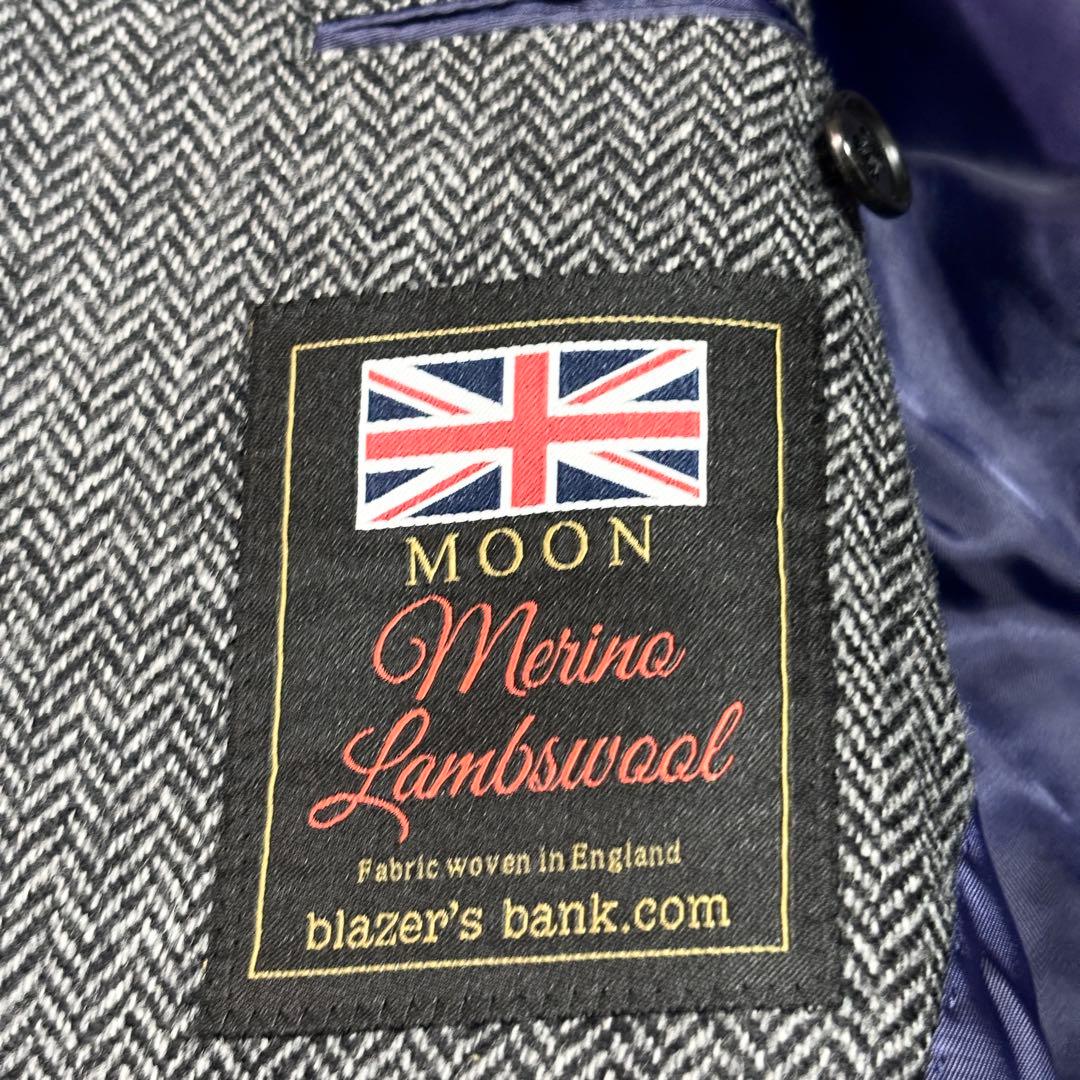 MOON
Merino
Lambswool
Fabric woven in England
blazer's bank.com